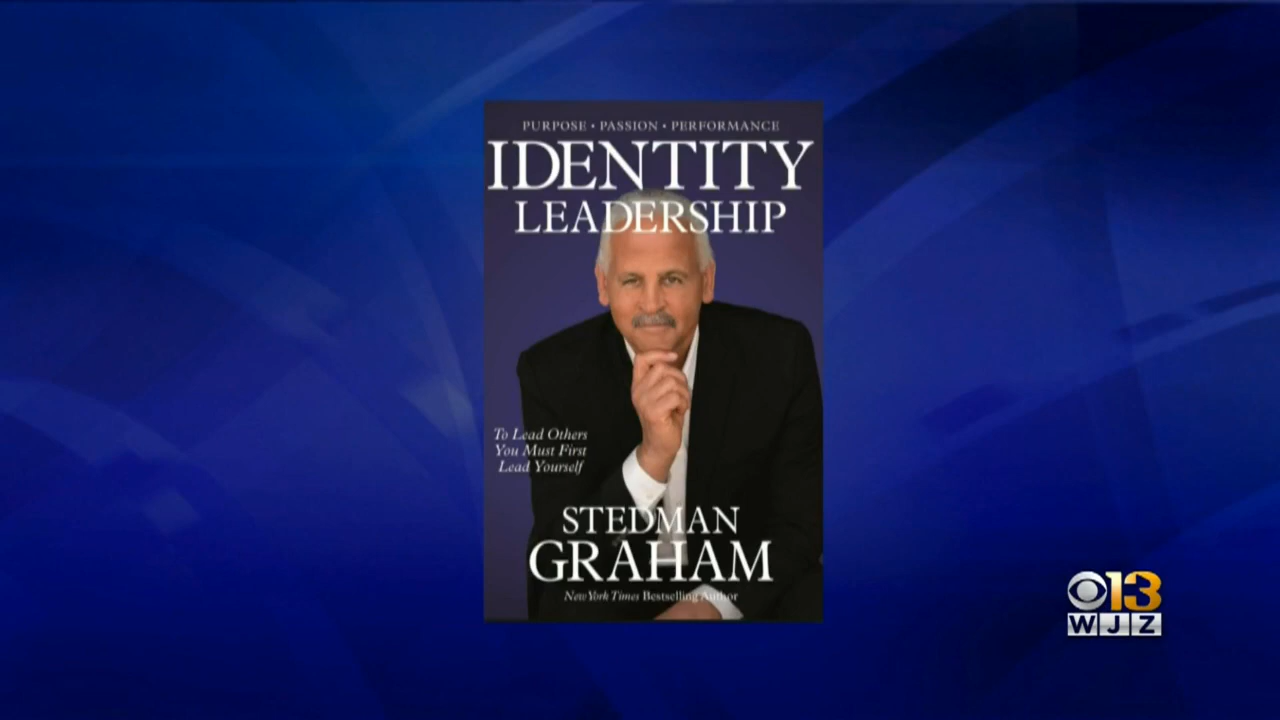 PURPOSE • PASSION • PERFORMANCE
IDENTITY
LEADERSHIP
To Lead Others
You Must First
Lead Yourself
STEDMAN
GRAHAM
New York Times Bestselling Author
13
WJZ